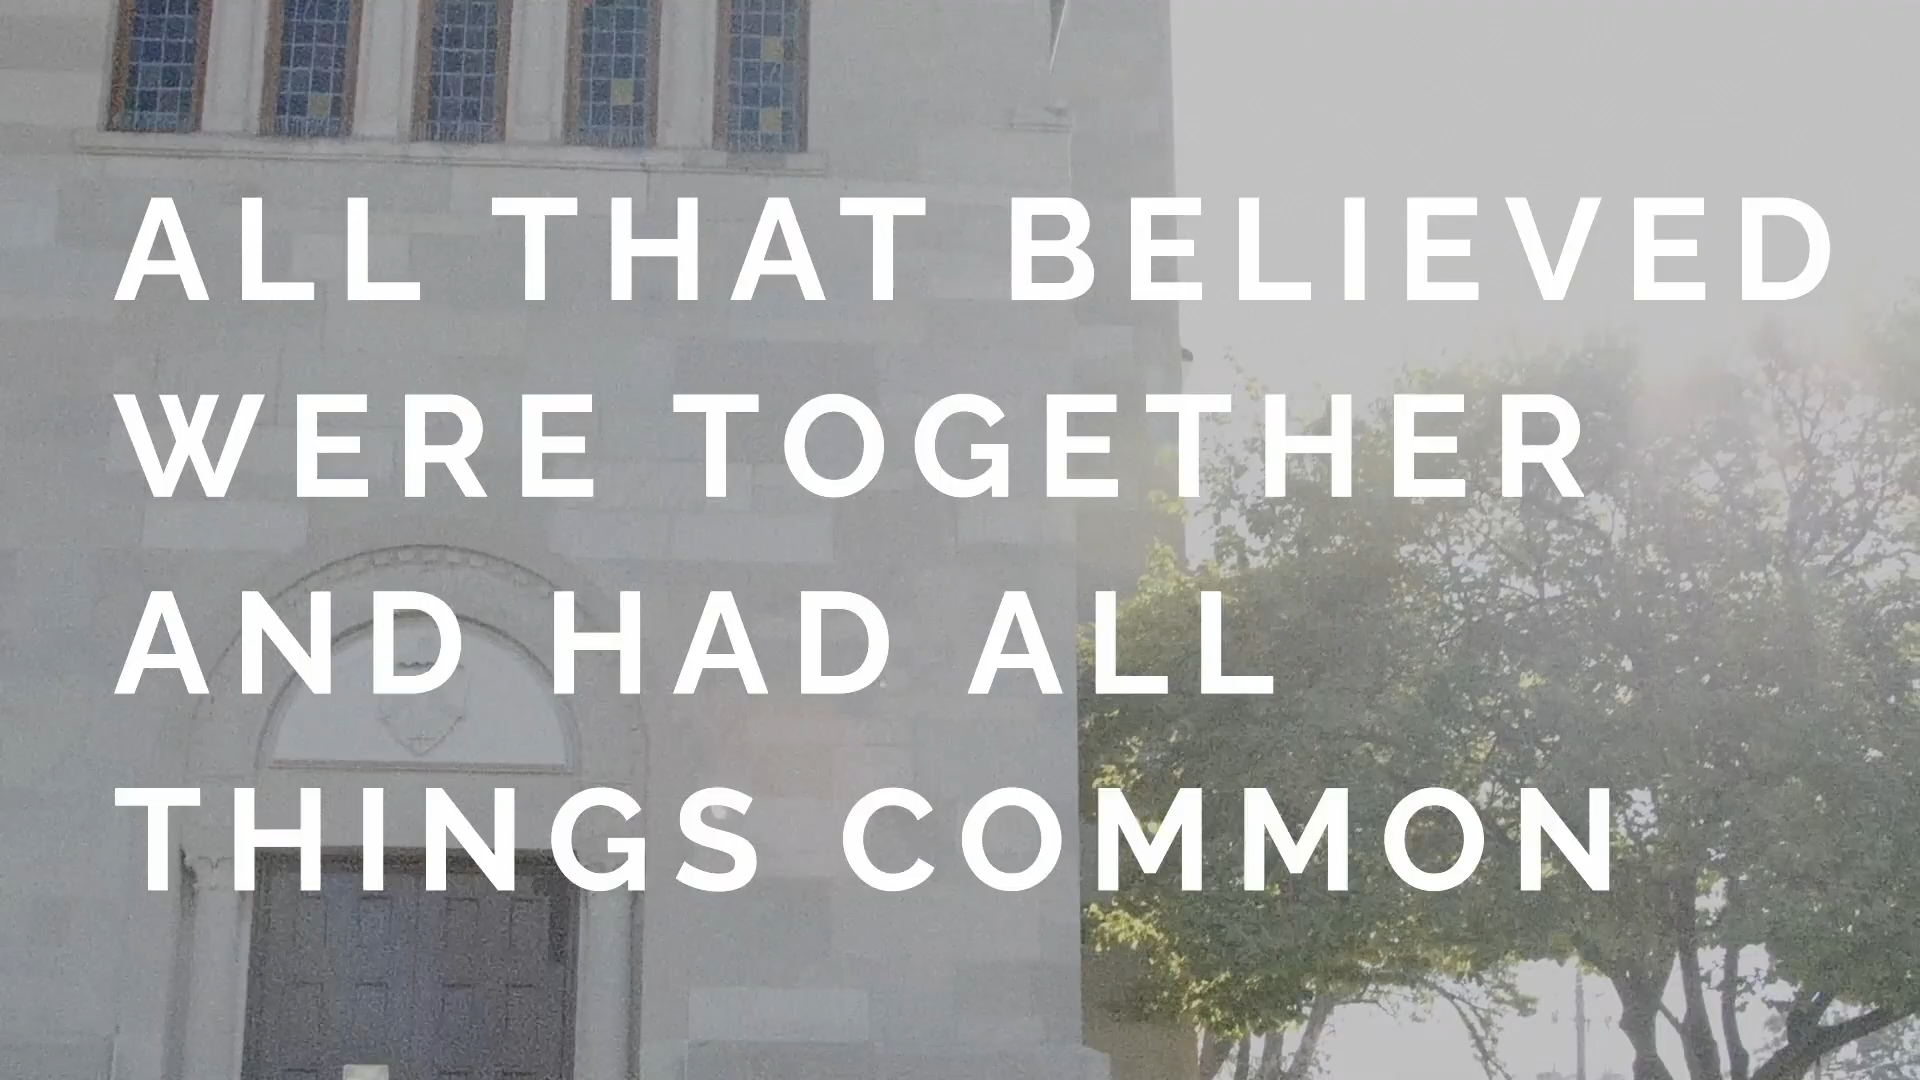 ALL THAT BELIEVED
WERE TOGETHER
AND HAD ALL
THINGS COMMON